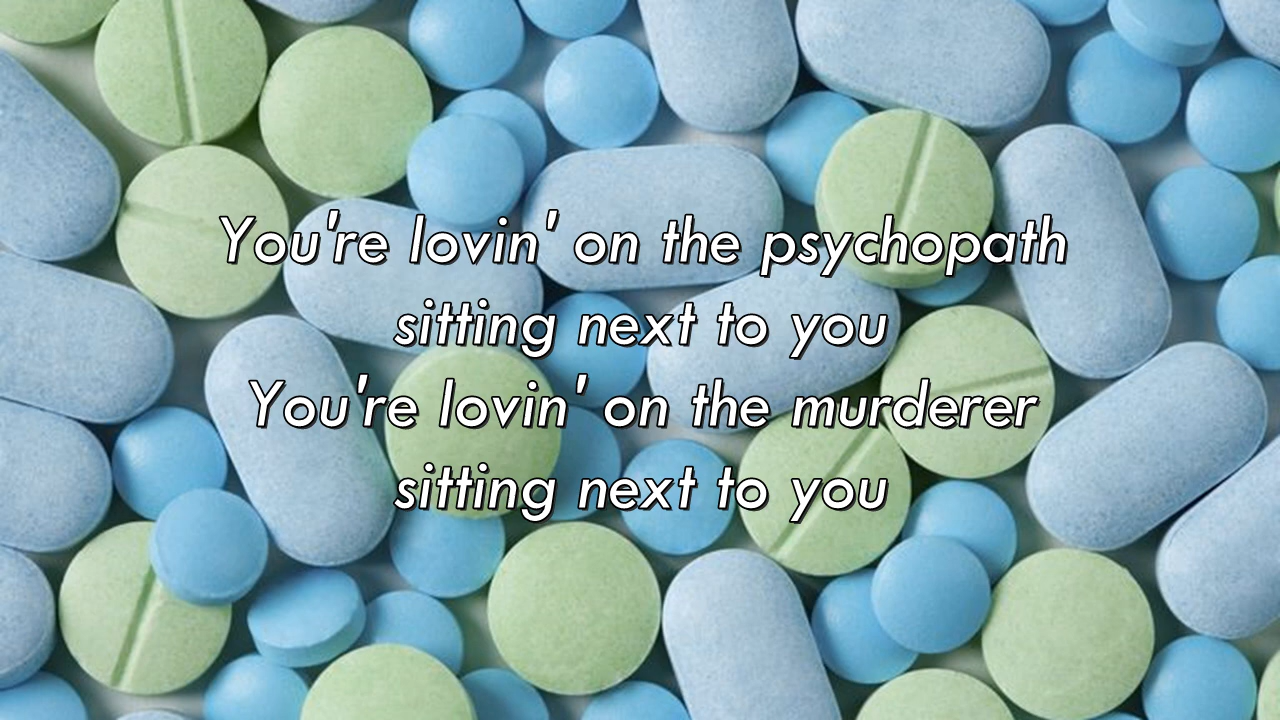 You're lovin' on the psychopath
sitting next to you
You're lovin' on the murderer
sitting next to you